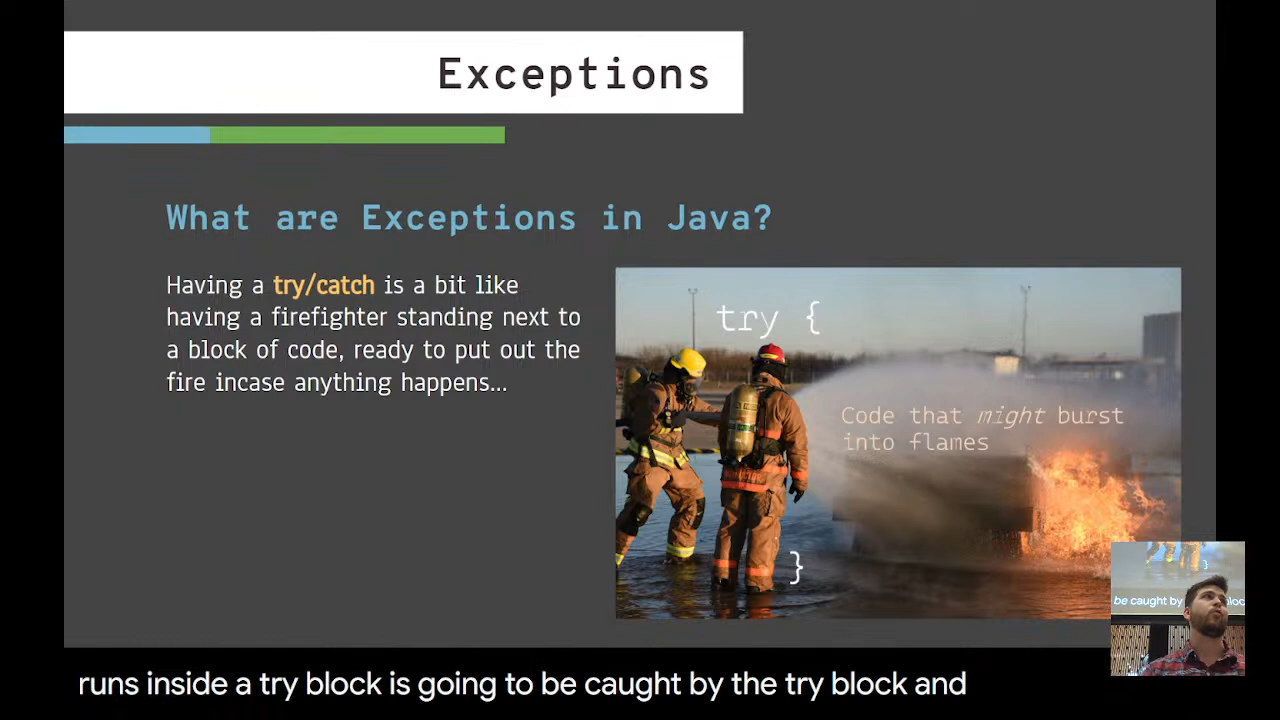 Exceptions
What are Exceptions in Java?
Having a try/catch is a bit like
having a firefighter standing next to
a block of code, ready to put out the
fire incase anything happens...
try {
Code that might burst
into flames
}
}
be caught by
runs inside a try block is going to be caught by the try block and